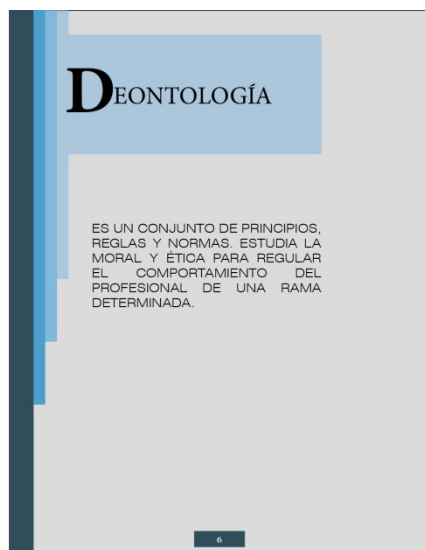 DEONTOLOGÍA
ES UN CONJUNTO DE PRINCIPIOS,
REGLAS Y NORMAS. ESTUDIA LA
MORAL Y ÉTICA PARA REGULAR
EL COMPORTAMIENTO DEL
PROFESIONAL DE UNA RAMA
DETERMINADA.
6